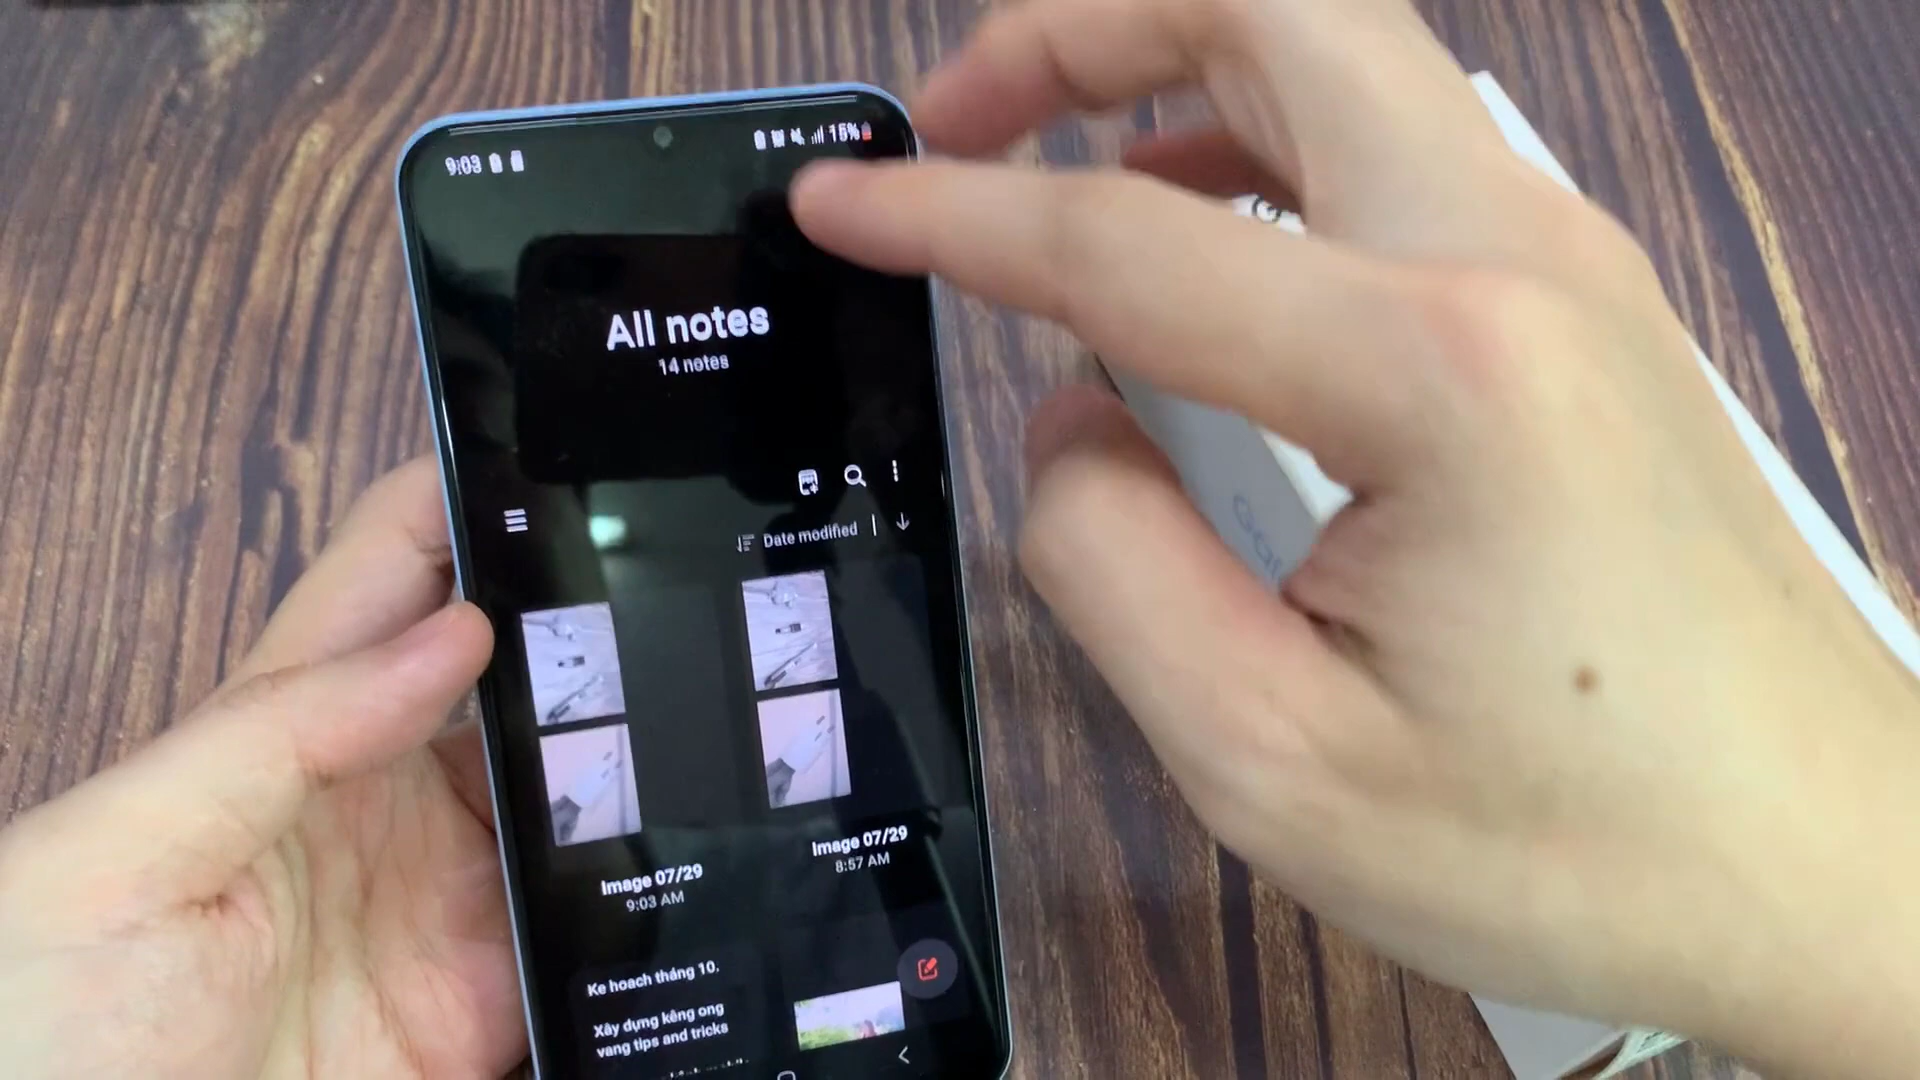 9:03
15%
All notes
14 notes
Date modified
Image 07/29
9:03 AM
Image 07/29
8:57 AM
Ke hoach tháng 10.
Xây dựng kêng ong
vang tips and tricks